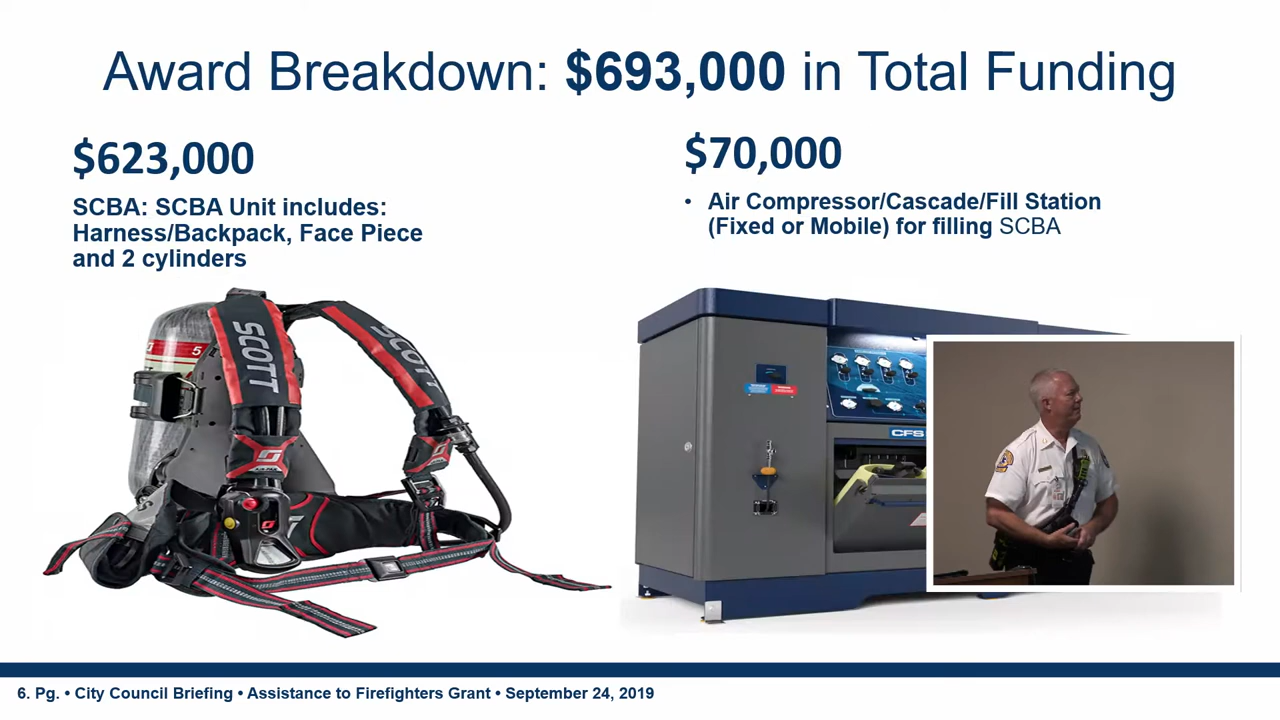 Award Breakdown: $693,000 in Total Funding
$623,000
SCBA: SCBA Unit includes:
Harness/Backpack, Face Piece
and 2 cylinders
$70,000
• Air Compressor/Cascade/Fill Station
(Fixed or Mobile) for filling SCBA
SCOTT
SCOTT
5
CFS
6. Pg. • City Council Briefing • Assistance to Firefighters Grant • September 24, 2019